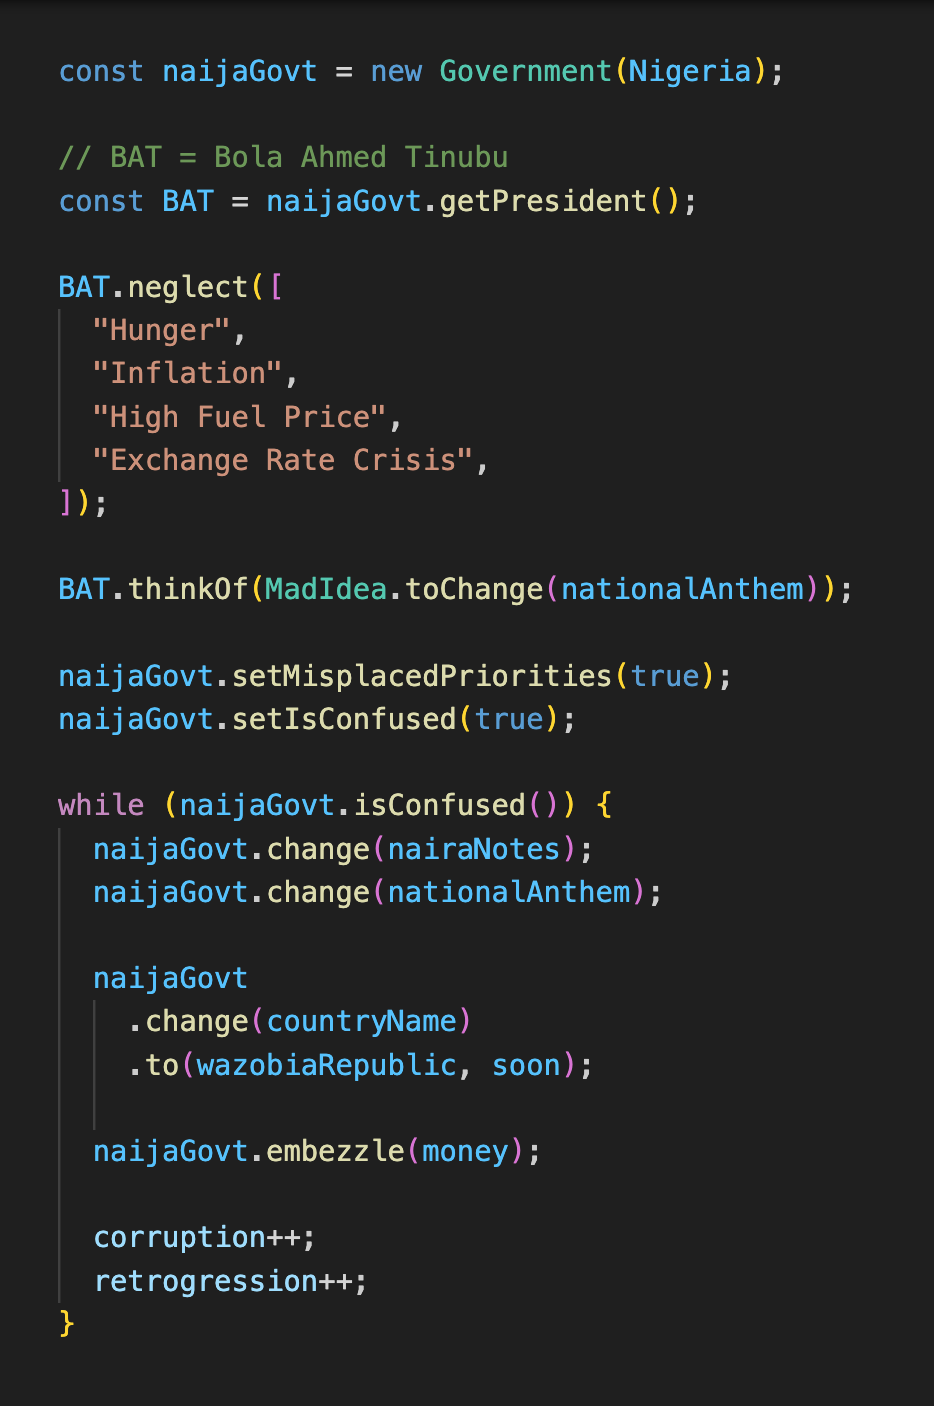 const naijaGovt = new Government(Nigeria);
// BAT = Bola Ahmed Tinubu
const BAT = naijaGovt.getPresident();
BAT.neglect([
"Hunger",
"Inflation",
"High Fuel Price",
"Exchange Rate Crisis",
]);
BAT.thinkOf(MadIdea.toChange(nationalAnthem));
naijaGovt.setMisplacedPriorities(true);
naijaGovt.setIsConfused(true);
while (naijaGovt.isConfused()) {
naijaGovt.change(nairaNotes);
naijaGovt.change(nationalAnthem);
naijaGovt
.change(countryName)
.to(wazobiaRepublic, soon);
naijaGovt.embezzle(money);
corruption++;
retrogression++;
}